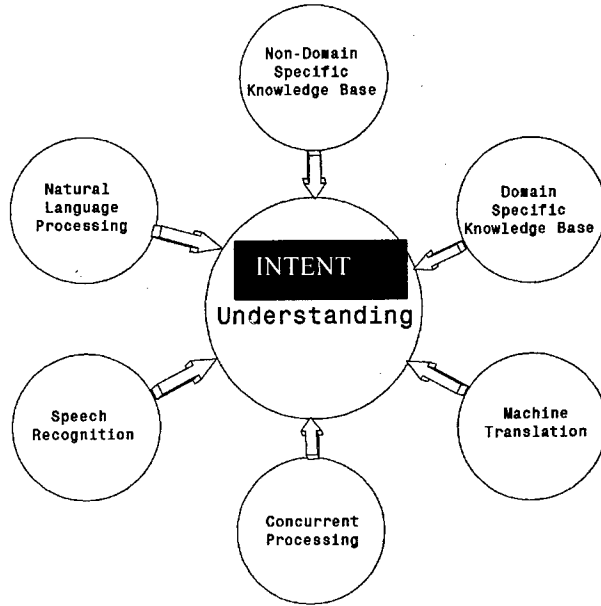 Non-Domain
Specific
Knowledge Base
Natural
Language
Processing
Domain
Specific
Knowledge Base
INTENT
Understanding
Speech
Recognition
Machine
Translation
Concurrent
Processing